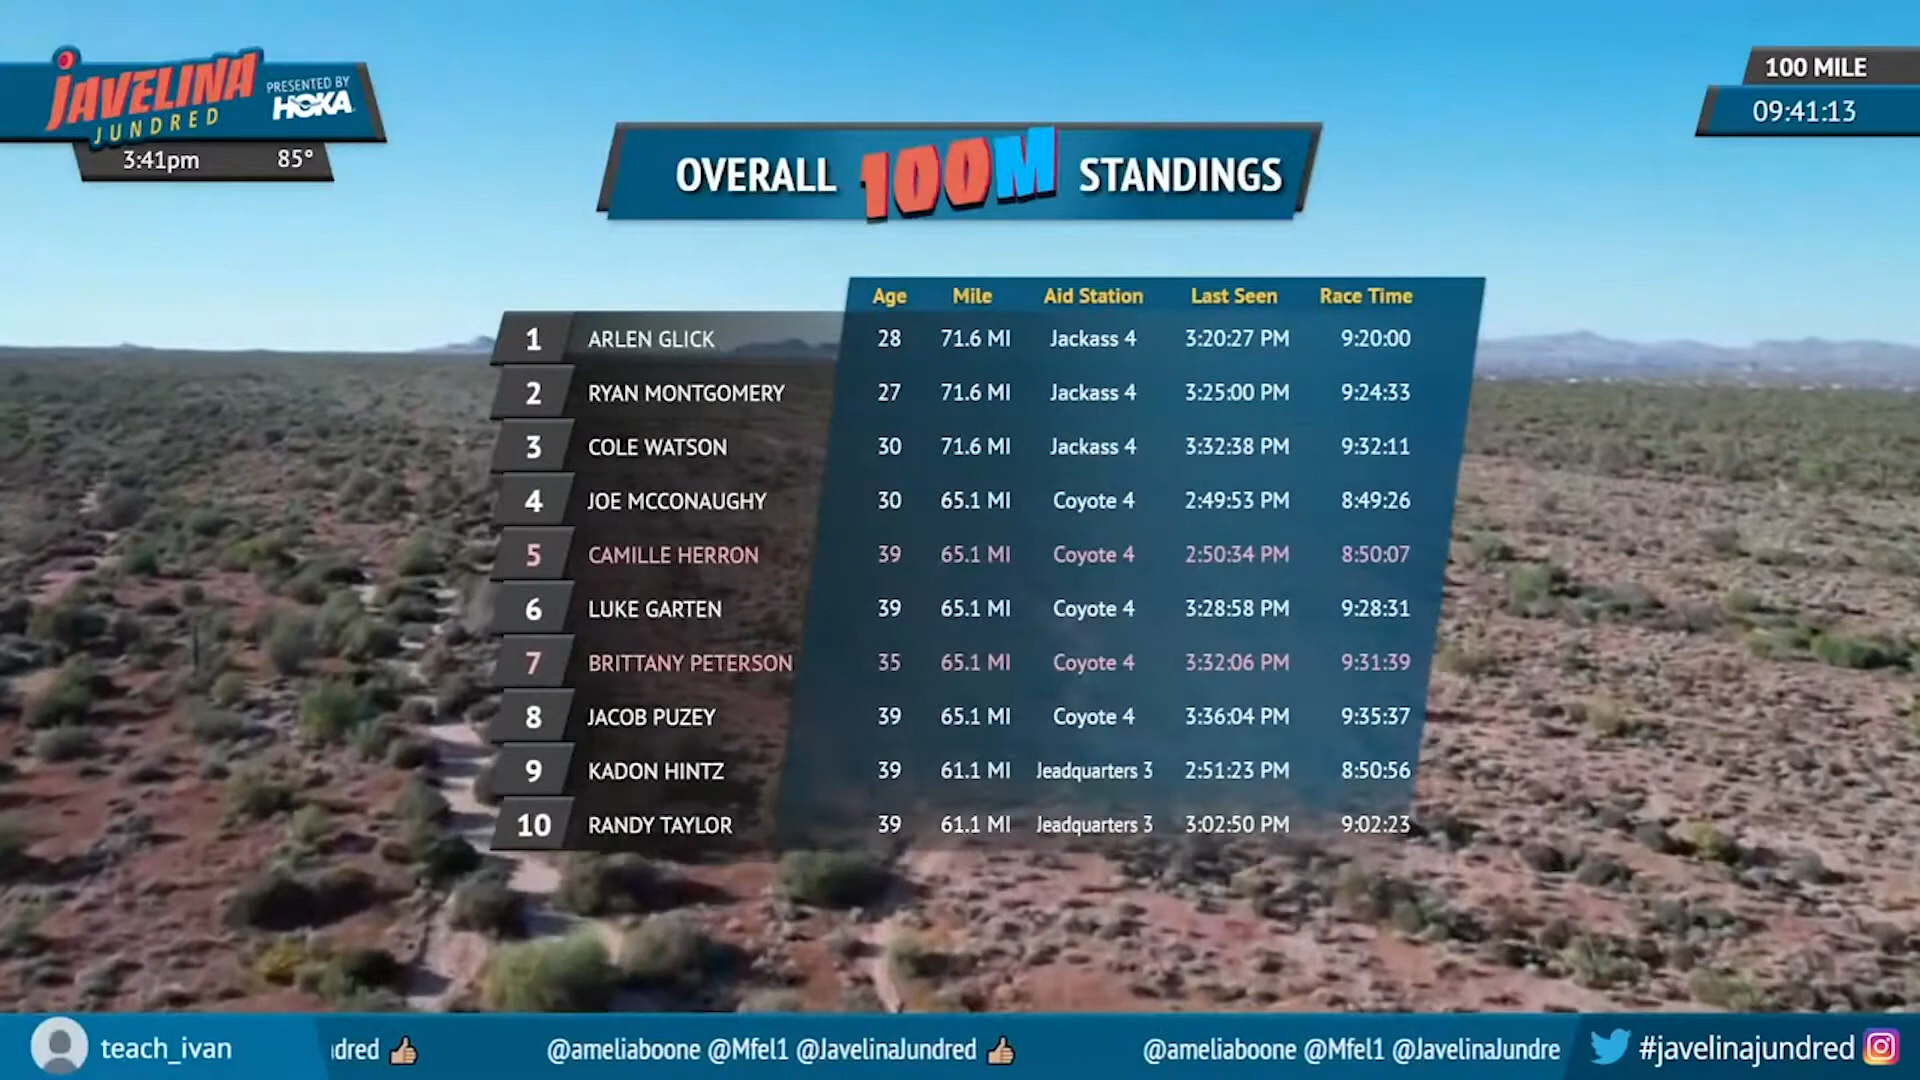 JAVELINA
JUNDRED
PRESENTED BY
HOKA
3:41pm 85°
100 MILE
09:41:13
OVERALL 100M STANDINGS
Age Mile Aid Station Last Seen Race Time
1 ARLEN GLICK 28 71.6 MI Jackass 4 3:20:27 PM 9:20:00
2 RYAN MONTGOMERY 27 71.6 MI Jackass 4 3:25:00 PM 9:24:33
3 COLE WATSON 30 71.6 MI Jackass 4 3:32:38 PM 9:32:11
4 JOE MCCONAUGHY 30 65.1 MI Coyote 4 2:49:53 PM 8:49:26
5 CAMILLE HERRON 39 65.1 MI Coyote 4 2:50:34 PM 8:50:07
6 LUKE GARTEN 39 65.1 MI Coyote 4 3:28:58 PM 9:28:31
7 BRITTANY PETERSON 35 65.1 MI Coyote 4 3:32:06 PM 9:31:39
8 JACOB PUZEY 39 65.1 MI Coyote 4 3:36:04 PM 9:35:37
9 KADON HINTZ 39 61.1 MI Jeadquarters 3 2:51:23 PM 8:50:56
10 RANDY TAYLOR 39 61.1 MI Jeadquarters 3 3:02:50 PM 9:02:23
teach_ivan dred 👍🏼 @ameliaboone @Mfel1 @JavelinaJundred 👍🏼 @ameliaboone @Mfel1 @JavelinaJundre #javelinajundred